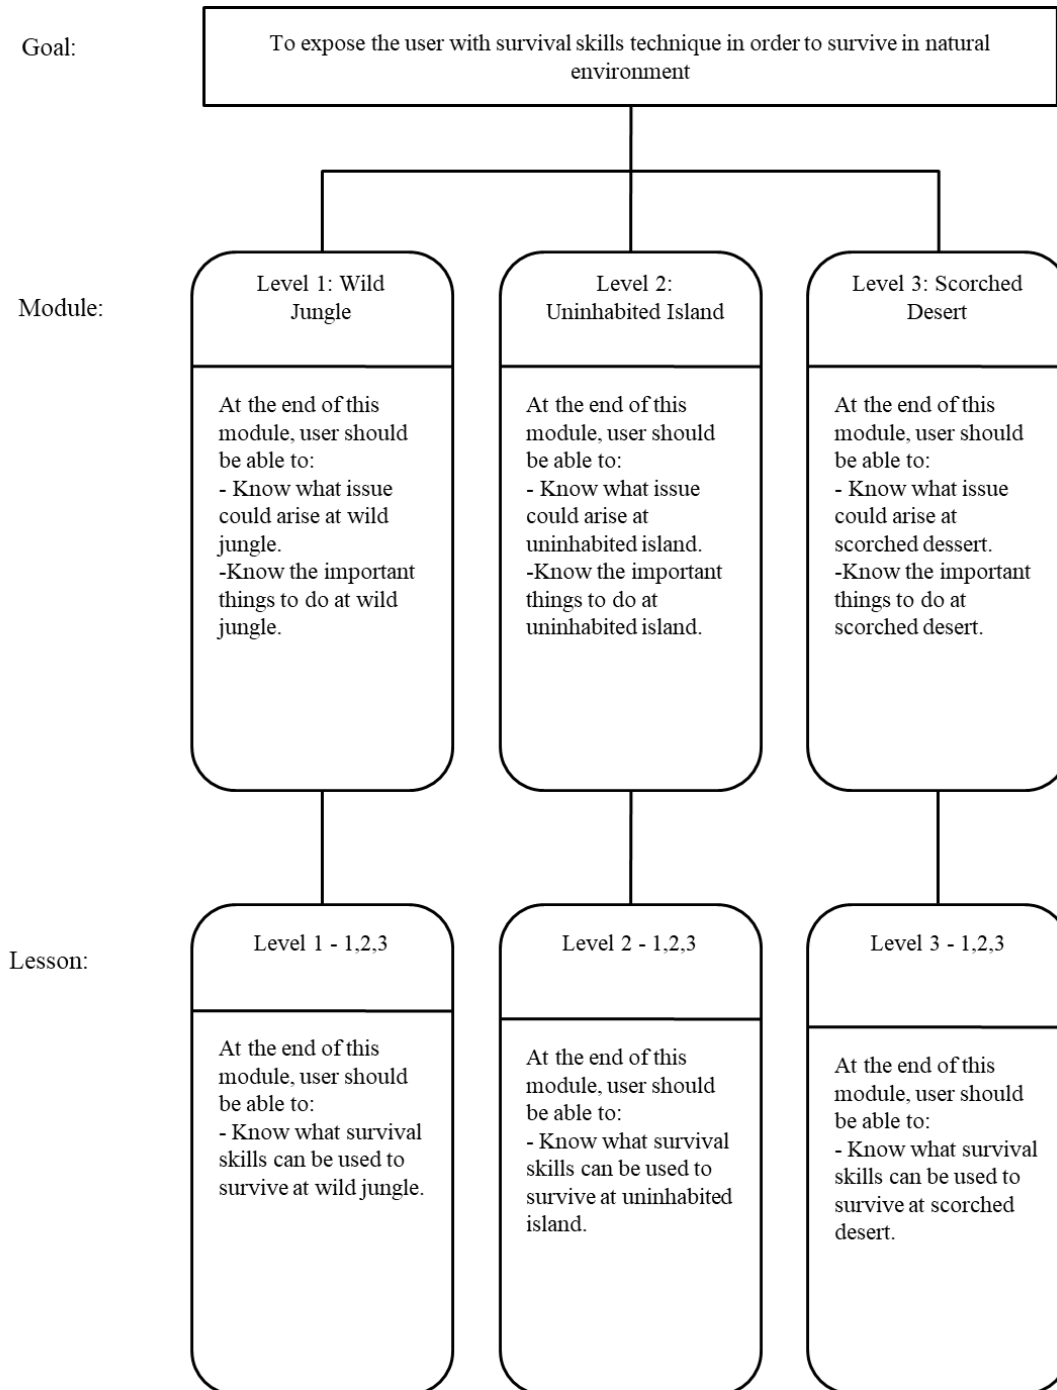 Goal:
To expose the user with survival skills technique in order to survive in natural
environment
Module:
Level 1: Wild
Jungle
At the end of this
module, user should
be able to:
- Know what issue
could arise at wild
jungle.
-Know the important
things to do at wild
jungle.
Level 2:
Uninhabited Island
At the end of this
module, user should
be able to:
- Know what issue
could arise at
uninhabited island.
-Know the important
things to do at
uninhabited island.
Level 3: Scorched
Desert
At the end of this
module, user should
be able to:
- Know what issue
could arise at
scorched dessert.
-Know the important
things to do at
scorched desert.
Lesson:
Level 1 - 1,2,3
At the end of this
module, user should
be able to:
- Know what survival
skills can be used to
survive at wild jungle.
Level 2 - 1,2,3
At the end of this
module, user should
be able to:
- Know what survival
skills can be used to
survive at uninhabited
island.
Level 3 - 1,2,3
At the end of this
module, user should
be able to:
- Know what survival
skills can be used to
survive at scorched
desert.